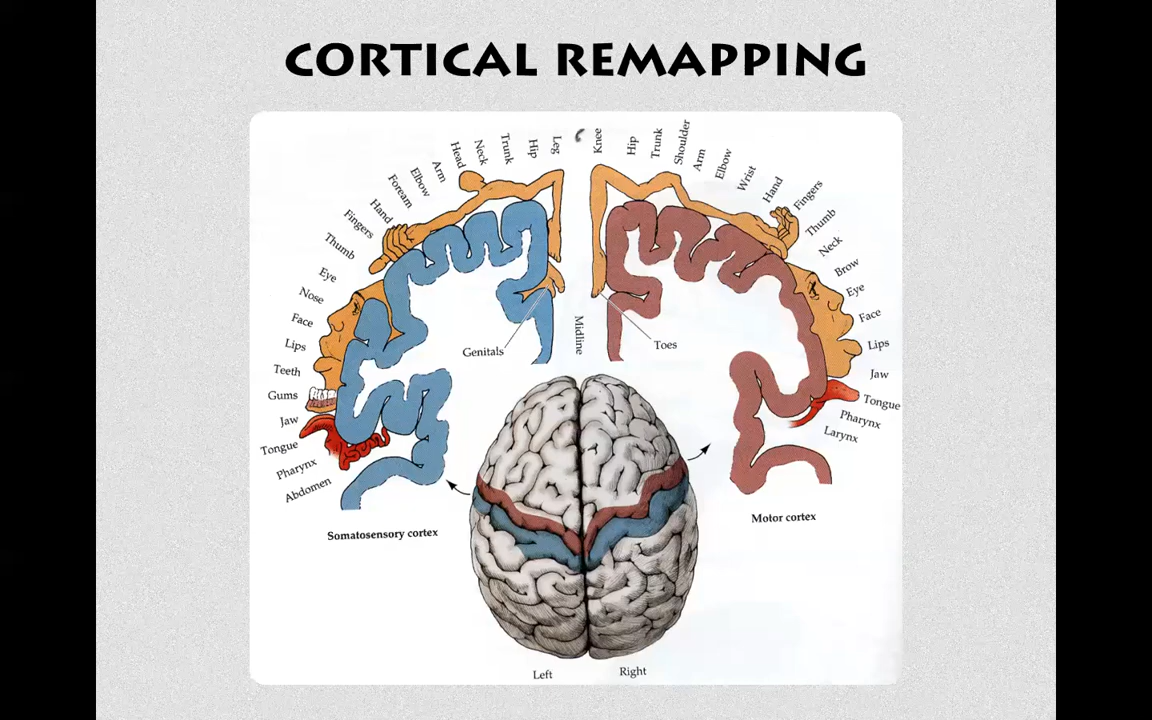 CORTICAL REMAPPING
Leg
Hip
Trunk
Neck
Head
Arm
Elbow
Foream
Hand
Fingers
Thumb
Eye
Nose
Face
Lips
Teeth
Gums
Jaw
Tongue
Pharynx
Abdomen
Genitals
Somatosensory cortex
Midline
Knee
Hip
Trunk
Shoulder
Arm
Elbow
Wrist
Hand
Fingers
Thumb
Neck
Brow
Eye
Face
Lips
Jaw
Tongue
Pharynx
Larynx
Toes
Motor cortex
Left
Right